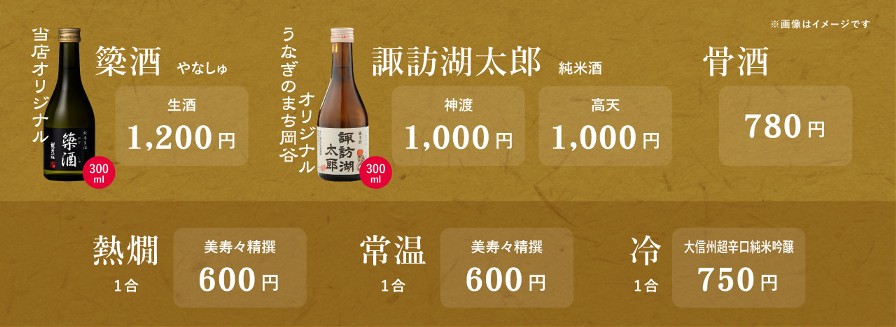 ※画像はイメージです
当店オリジナル
簗酒 やなしゅ
生酒
1,200円
簗酒
300
ml
うなぎのまち岡谷
オリジナル
諏訪湖太郎 純米酒
神渡
1,000円
高天
1,000円
諏訪湖
太郎
300
ml
骨酒
780円
熱燗
1合
美寿々精撰
600円
常温
1合
美寿々精撰
600円
冷
1合
大信州超辛口純米吟醸
750円